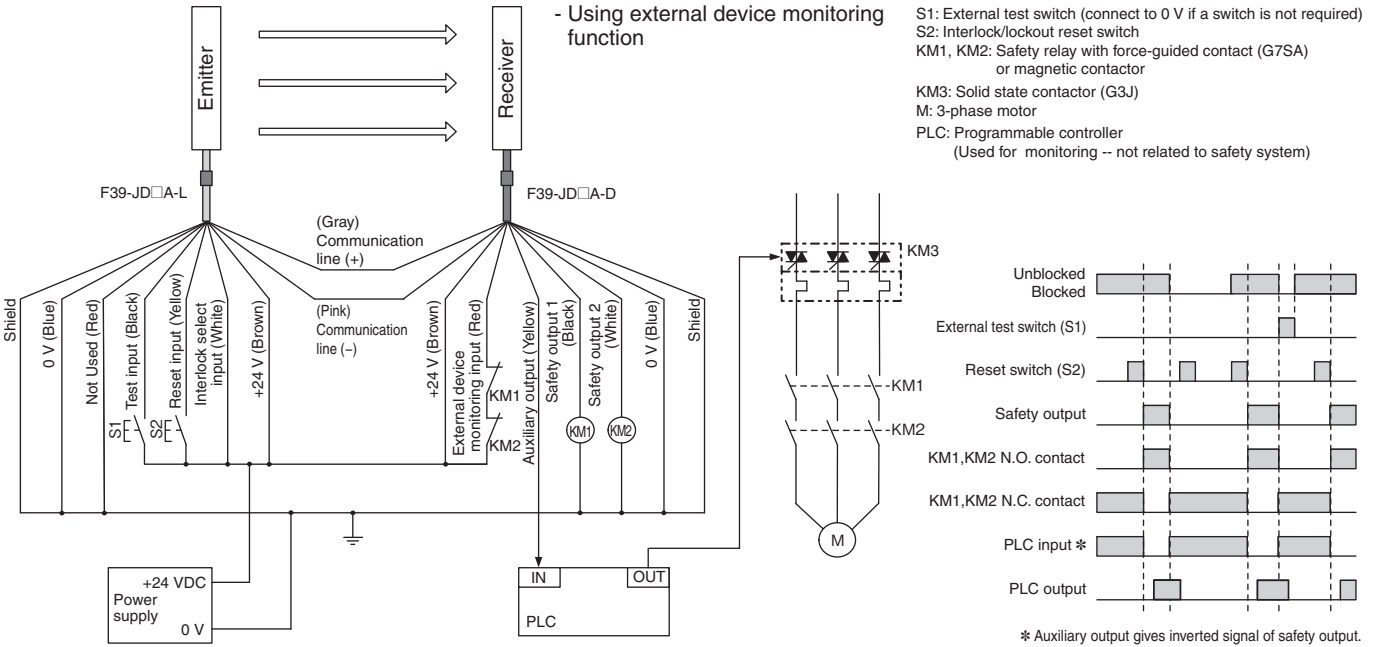 - Using external device monitoring
function
S1: External test switch (connect to 0 V if a switch is not required)
S2: Interlock/lockout reset switch
KM1, KM2: Safety relay with force-guided contact (G7SA)
or magnetic contactor
KM3: Solid state contactor (G3J)
M: 3-phase motor
PLC: Programmable controller
(Used for monitoring -- not related to safety system)
Emitter
Receiver
F39-JD□A-L
F39-JD□A-D
(Gray)
Communication
line (+)
(Pink)
Communication
line (−)
Shield
0 V (Blue)
Not Used (Red)
Test input (Black)
Reset input (Yellow)
Interlock select
input (White)
+24 V (Brown)
+24 V (Brown)
External device
monitoring input (Red)
Auxiliary output (Yellow)
Safety output 1
(Black)
Safety output 2
(White)
0 V (Blue)
Shield
S1
S2
KM1
KM2
KM1
KM2
KM3
KM1
KM2
M
+24 VDC
Power
supply
0 V
IN
OUT
PLC
Unblocked
Blocked
External test switch (S1)
Reset switch (S2)
Safety output
KM1,KM2 N.O. contact
KM1,KM2 N.C. contact
PLC input ✻
PLC output
✻ Auxiliary output gives inverted signal of safety output.